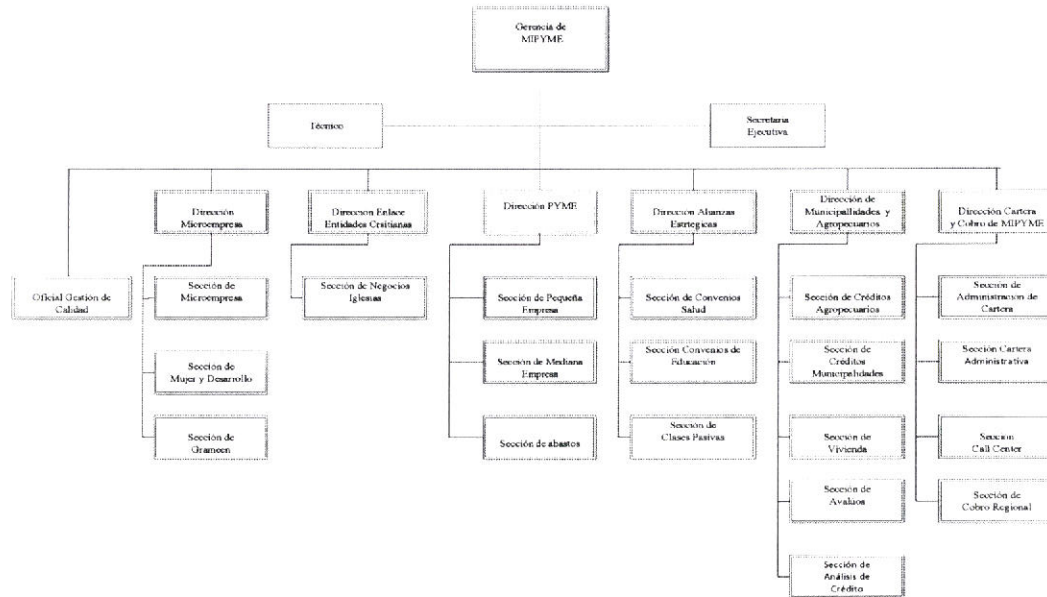 Gerencia de
MIPYME
Técnico
Secretaria
Ejecutiva
Dirección
Microempresa
Direccion Enlace
Entidades Cristianas
Dirección PYME
Dirección Alianzas
Estrtegicas
Dirección de
Municipallidades y
Agropecuarios
Dirección Cartera
y Cobro de MIPYME
Oficial Gestión de
Calidad
Sección de
Microempresa
Sección de
Mujer y Desarrollo
Sección de
Grameen
Sección de Negocios
Iglesias
Sección de Pequeña
Empresa
Sección de Mediana
Empresa
Sección de abastos
Sección de Convenios
Salud
Sección Convenios de
Educación
Sección de
Clases Pasivas
Sección de Créditos
Agropecuarios
Sección de
Créditos
Municipalidades
Sección de
Vivienda
Sección de
Avalúos
Sección de
Análisis de
Crédito
Sección de
Administracion de
Cartera
Sección Cartera
Administrativa
Sección
Call Center
Sección de
Cobro Regional